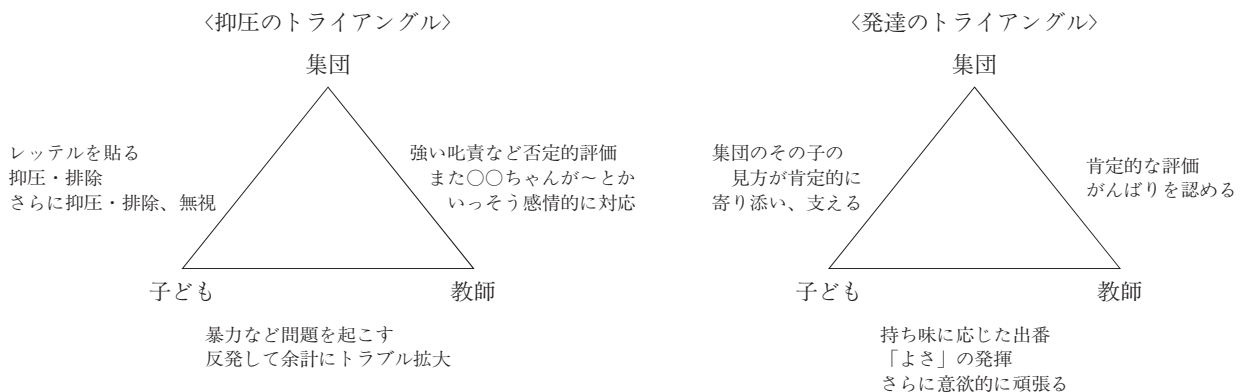 〈抑圧のトライアングル〉
集団
レッテルを貼る
抑圧・排除
さらに抑圧・排除、無視
強い叱責など否定的評価
また○○ちゃんが～とか
いっそう感情的に対応
子ども
教師
暴力など問題を起こす
反発して余計にトラブル拡大
〈発達のトライアングル〉
集団
集団のその子の
見方が肯定的に
寄り添い、支える
肯定的な評価
がんばりを認める
子ども
教師
持ち味に応じた出番
「よさ」の発揮
さらに意欲的に頑張る